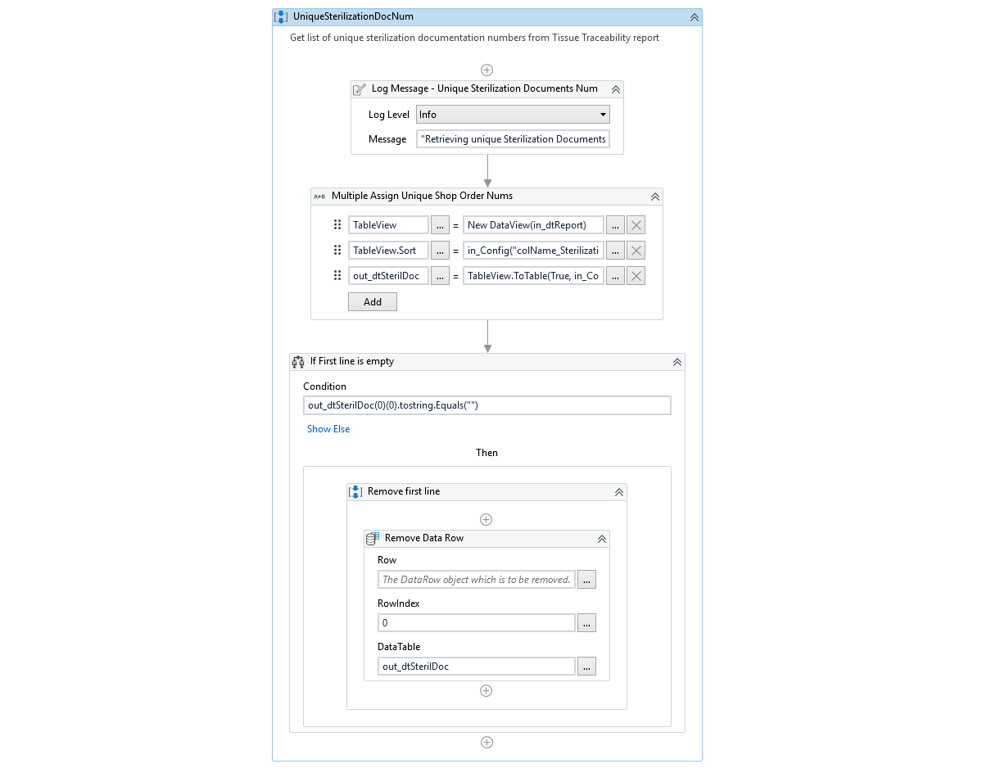 UniqueSterilizationDocNum
Get list of unique sterilization documentation numbers from Tissue Traceability report
Log Message - Unique Sterilization Documents Num
Log Level Info
Message "Retrieving unique Sterilization Documents
A+B Multiple Assign Unique Shop Order Nums
TableView ... = New DataView(in_dtReport) ...
TableView.Sort ... = in_Config("colName_Sterilizati ...
out_dtSterilDoc ... = TableView.ToTable(True, in_Co ...
Add
If First line is empty
Condition
out_dtSterilDoc(0)(0).tostring.Equals("")
Show Else
Then
Remove first line
Remove Data Row
Row
The DataRow object which is to be removed. ...
RowIndex
0 ...
DataTable
out_dtSterilDoc ...